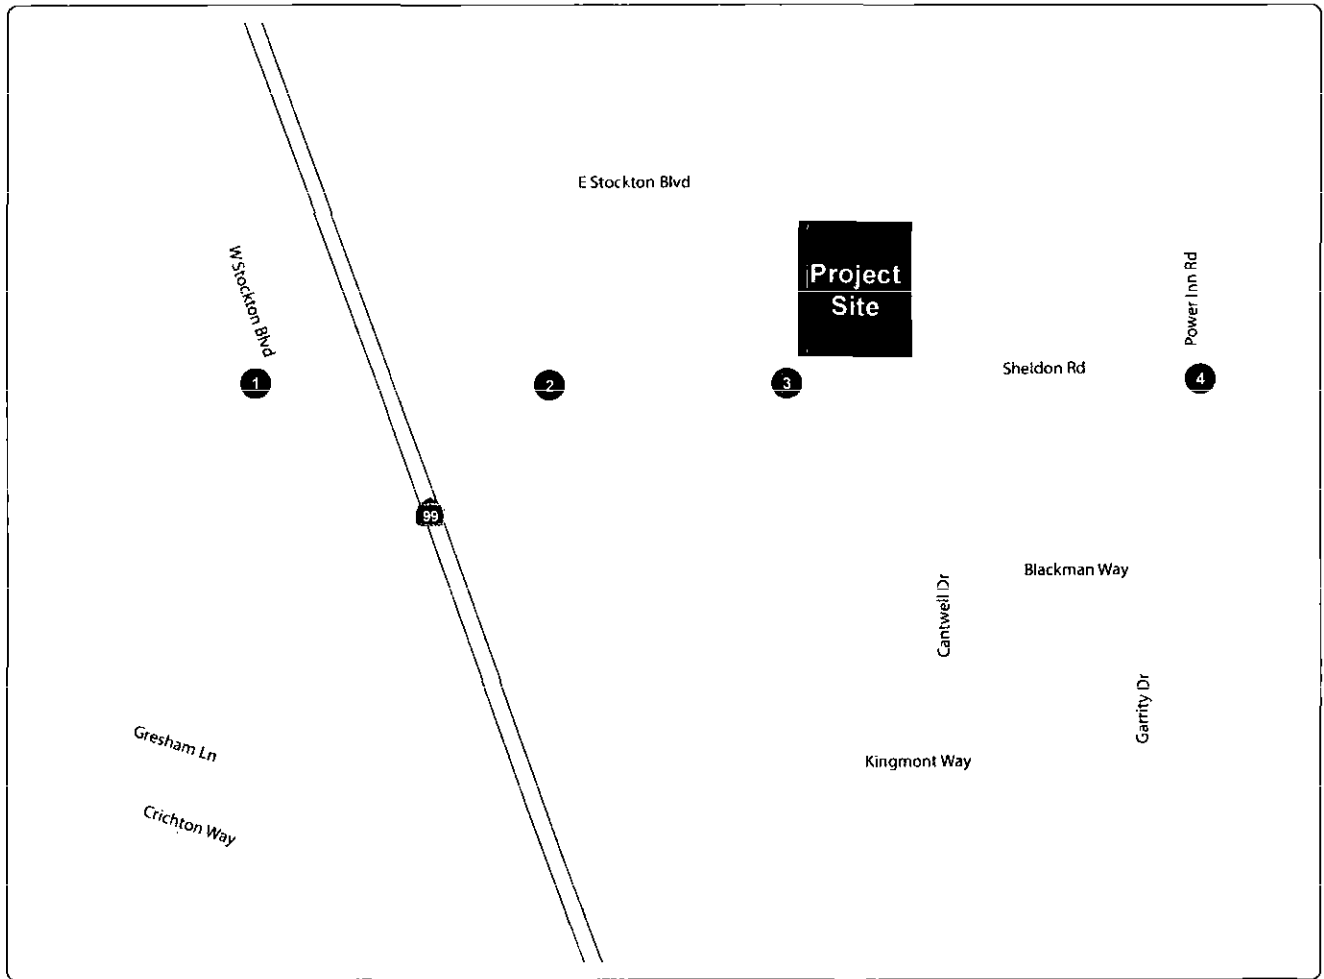 E Stockton Blvd
W Stockton Blvd
Project
Site
Power Inn Rd
Sheldon Rd
1
2
3
4
99
Blackman Way
Cantwell Dr
Garrity Dr
Gresham Ln
Kingmont Way
Crichton Way